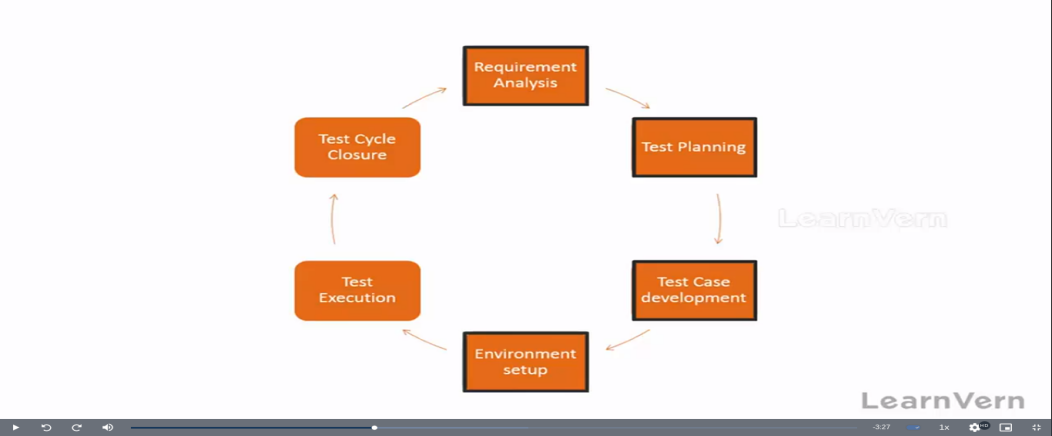 Requirement
Analysis
Test Cycle
Closure
Test Planning
LearnVern
Test
Execution
Test Case
development
Environment
setup
LearnVern
-3:27
1x
HD